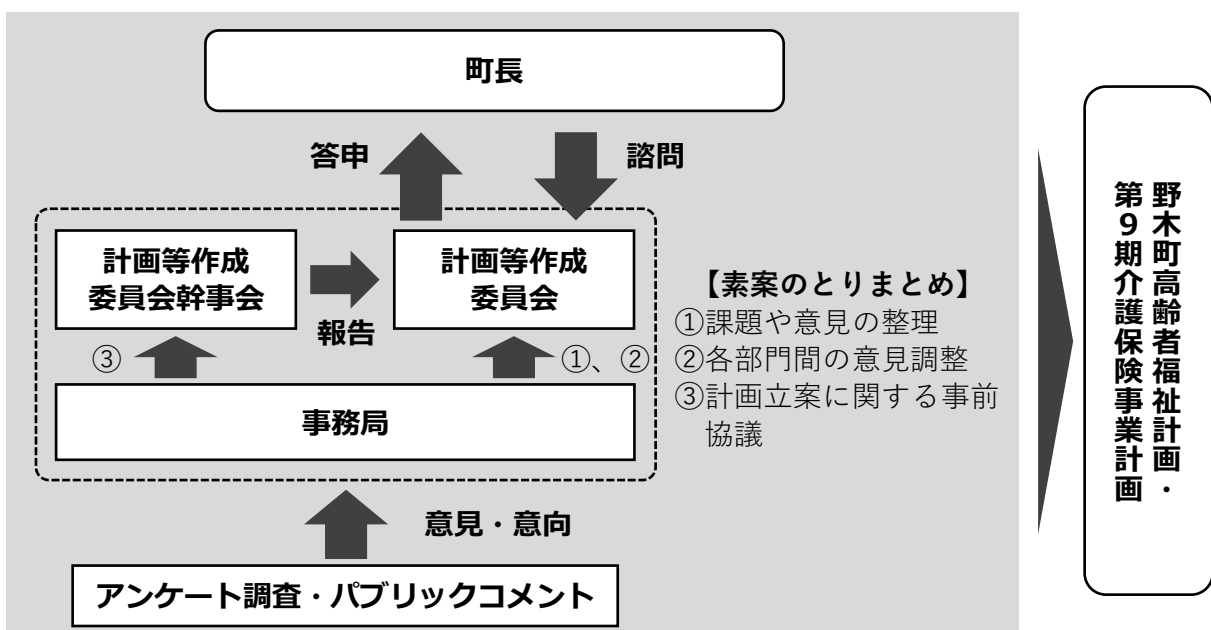 町長
答申
諮問
計画等作成
委員会幹事会
報告
計画等作成
委員会
【素案のとりまとめ】
①課題や意見の整理
②各部門間の意見調整
③計画立案に関する事前
協議
③
①、②
事務局
意見・意向
アンケート調査・パブリックコメント
野木町高齢者福祉計画・
第９期介護保険事業計画